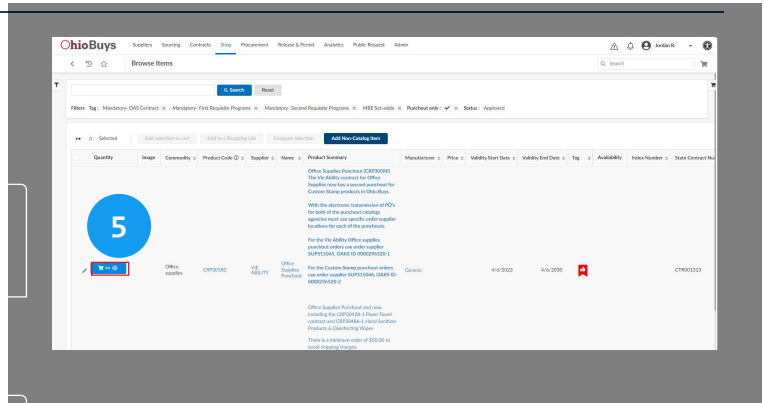 OhioBuys Suppliers Sourcing Contracts Shop Procurement Release & Permit Analytics Public Request Admin Jordan R.
Browse Items Search
Search Reset
Filters Tag : Mandatory- DAS Contract × Mandatory- First Requisite Programs × Mandatory- Second Requisite Programs × MBE Set-aside × Punchout only : ✔ × Status : Approved
0 Selected Add selection to cart Add to a Shopping List Compare selection Add Non-Catalog Item
Quantity Image Commodity Product Code Supplier Name Product Summary Manufacturer Price Validity Start Date Validity End Date Tag Availability Index Number State Contract Nu
Office Supplies Punchout (CRP30580)
The Vie Ability contract for Office
Supplies now has a second punchout for
Custom Stamp products in Ohio Buys.
With the electronic transmission of PO's
for both of the punchout catalogs
agencies must use specific order supplier
locations for each of the punchouts.
5
For the Vie Ability Office supplies
punchout orders use order supplier
SUP515045, OAKS ID 0000296520-1
Office supplies CRP30580 VIE ABILITY Office Supplies Punchout
For the Custom Stamp punchout orders
use order supplier SUP515046, OAKS ID
0000296520-2
Generic 4/6/2023 4/6/2030 CTR001313
Office Supplies Punchout and now
including the CRP30428-1 Paper Towel
contract and CRP30486-1 Hand Sanitizer
Products & Disinfecting Wipes
There is a minimum order of $50.00 to
avoid shipping charges.